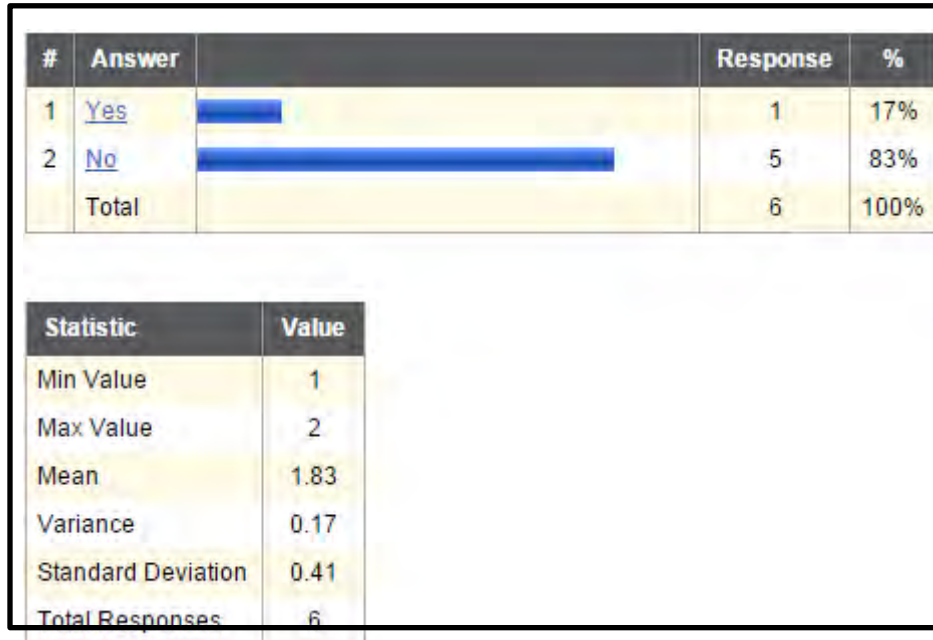 # Answer Response %
1 Yes 1 17%
2 No 5 83%
Total 6 100%
Statistic Value
Min Value 1
Max Value 2
Mean 1.83
Variance 0.17
Standard Deviation 0.41
Total Responses 6